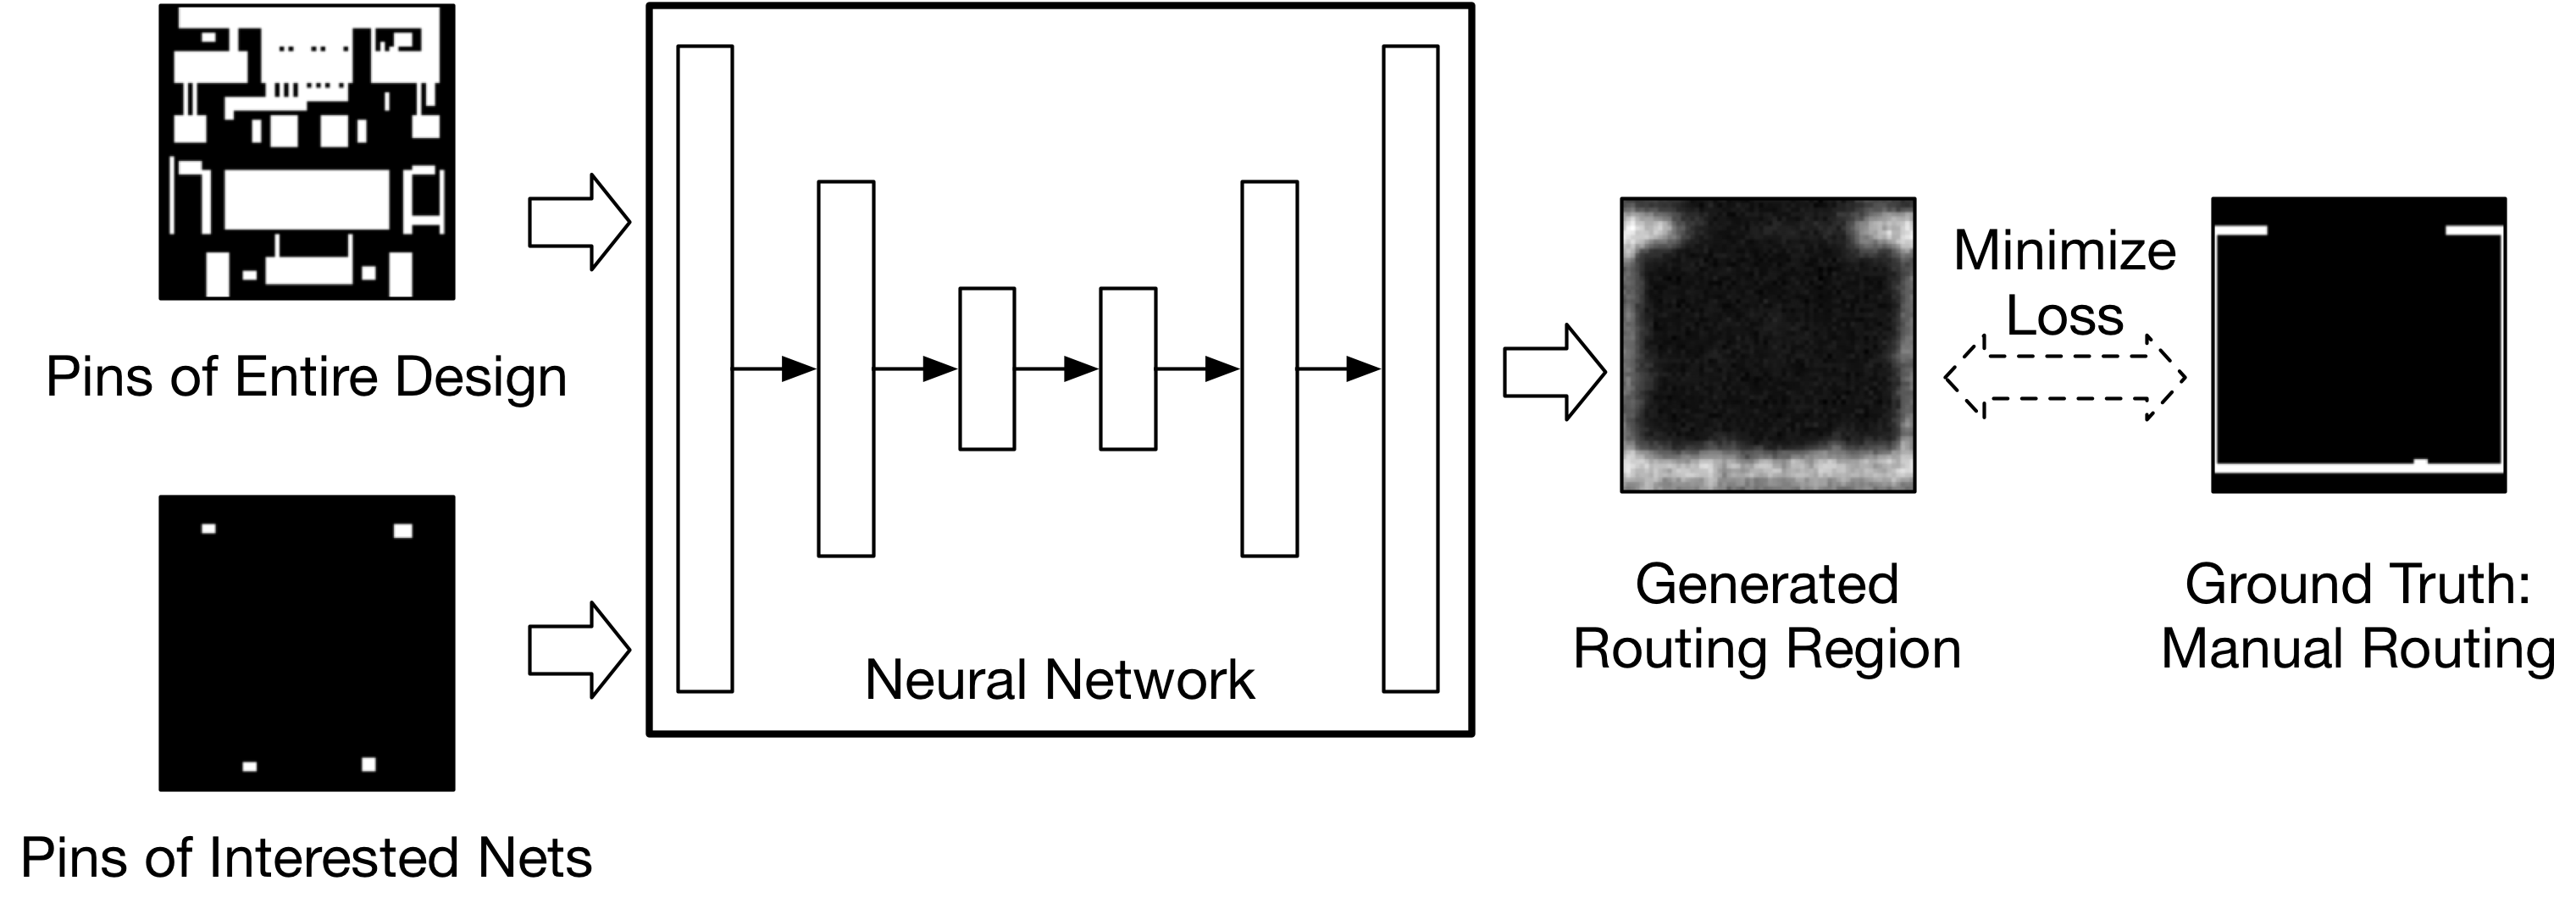 Pins of Entire Design
Pins of Interested Nets
Neural Network
Generated
Routing Region
Minimize
Loss
Ground Truth:
Manual Routing